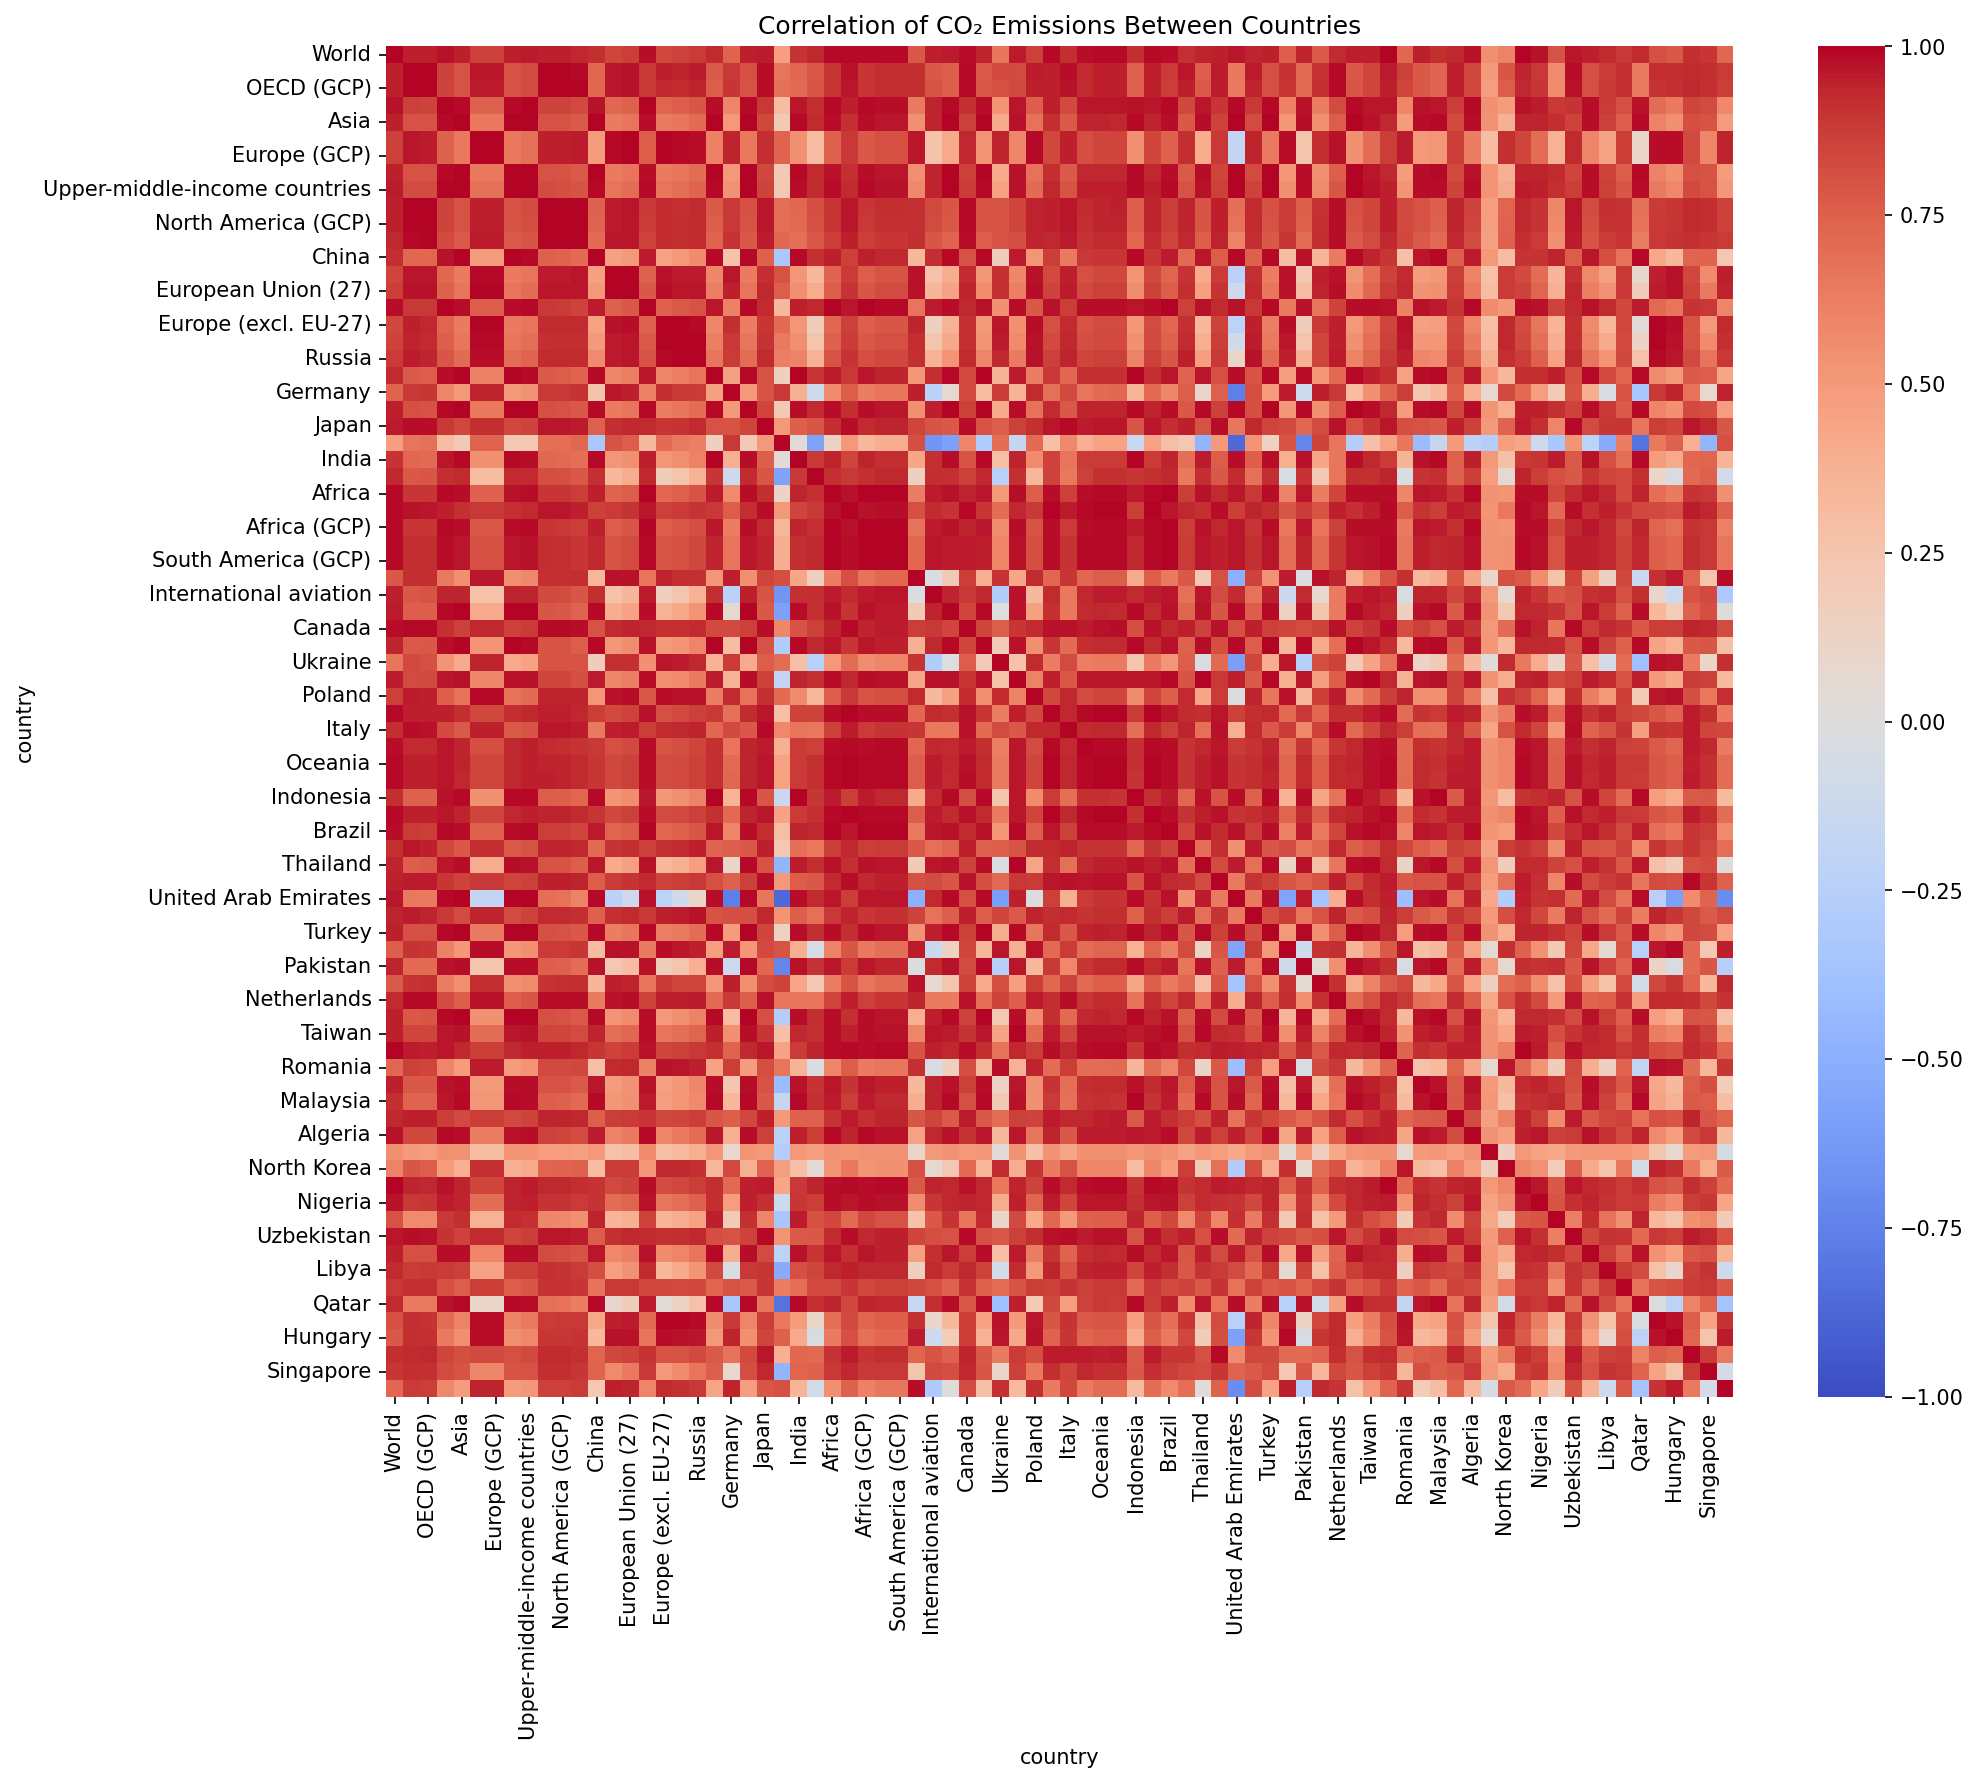 Correlation of CO₂ Emissions Between Countries
World
OECD (GCP)
Asia
Europe (GCP)
Upper-middle-income countries
North America (GCP)
China
European Union (27)
Europe (excl. EU-27)
Russia
Germany
Japan
India
Africa
Africa (GCP)
South America (GCP)
International aviation
Canada
Ukraine
Poland
Italy
Oceania
Indonesia
Brazil
Thailand
United Arab Emirates
Turkey
Pakistan
Netherlands
Taiwan
Romania
Malaysia
Algeria
North Korea
Nigeria
Uzbekistan
Libya
Qatar
Hungary
Singapore
country
World
OECD (GCP)
Asia
Europe (GCP)
Upper-middle-income countries
North America (GCP)
China
European Union (27)
Europe (excl. EU-27)
Russia
Germany
Japan
India
Africa
Africa (GCP)
South America (GCP)
International aviation
Canada
Ukraine
Poland
Italy
Oceania
Indonesia
Brazil
Thailand
United Arab Emirates
Turkey
Pakistan
Netherlands
Taiwan
Romania
Malaysia
Algeria
North Korea
Nigeria
Uzbekistan
Libya
Qatar
Hungary
Singapore
country
1.00
0.75
0.50
0.25
0.00
−0.25
−0.50
−0.75
−1.00